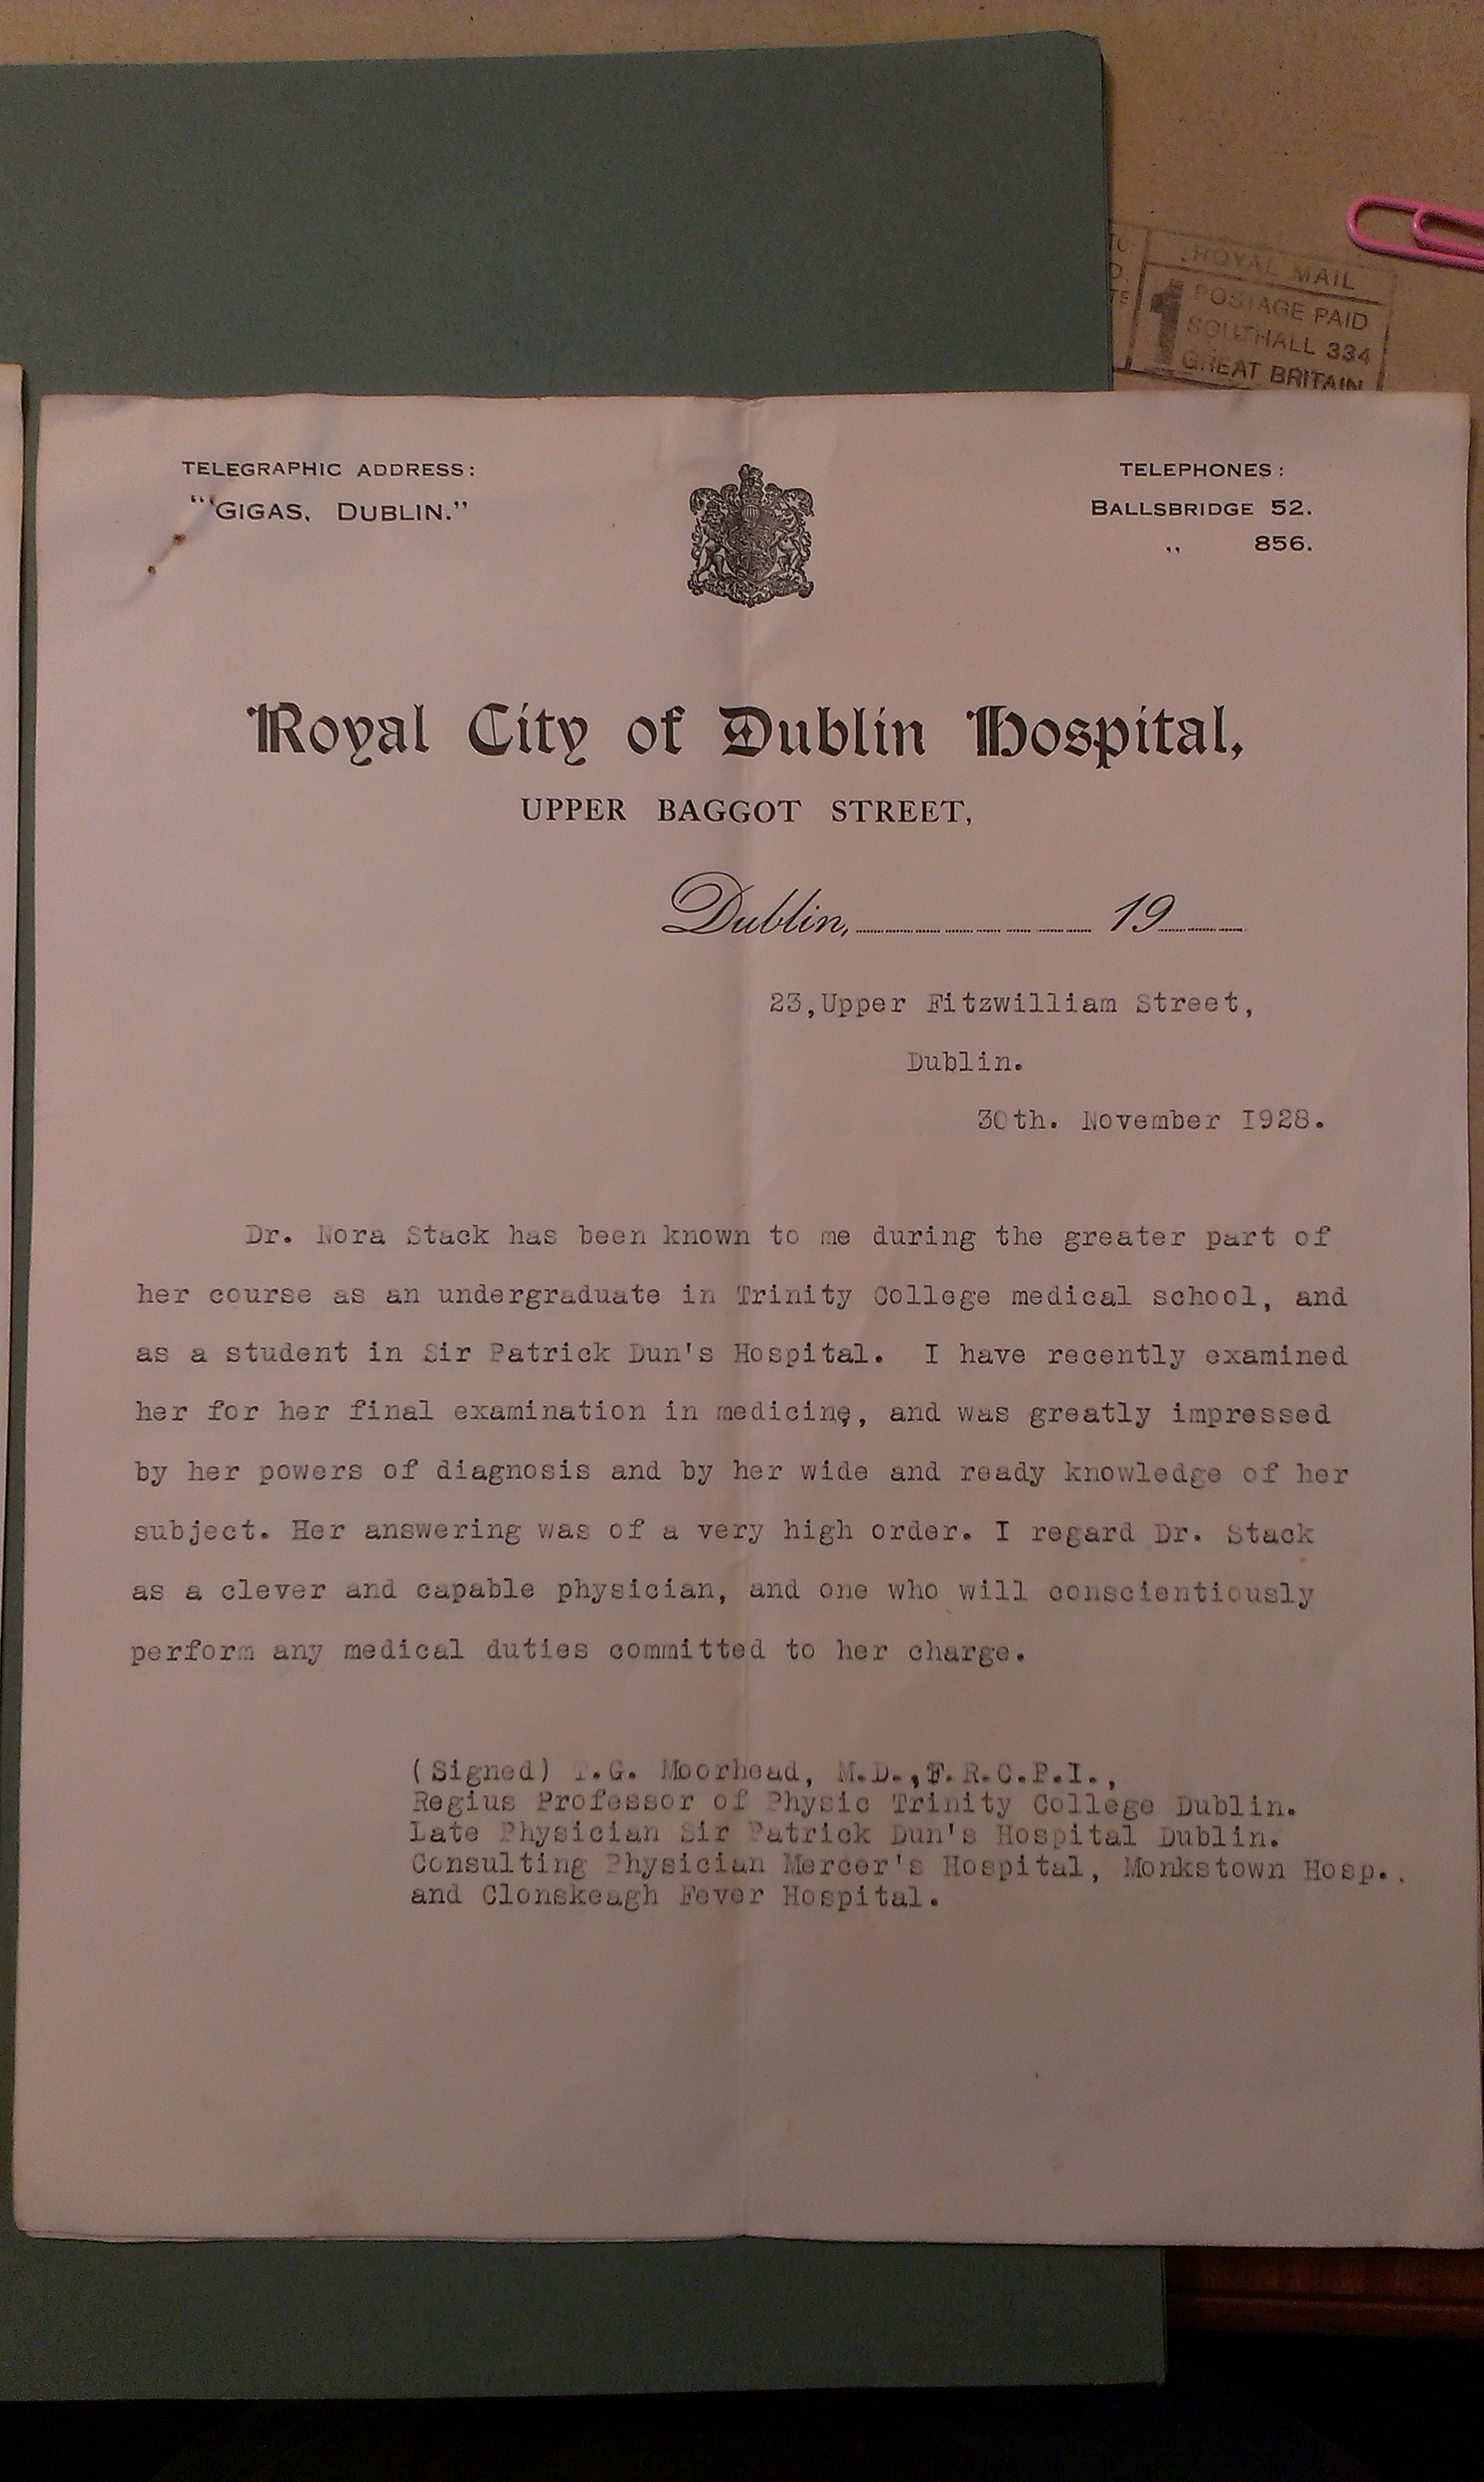 ROYAL MAIL
POSTAGE PAID
1
SOUTHALL 334
GREAT BRITAIN
TELEGRAPHIC ADDRESS:
"GIGAS, DUBLIN."
TELEPHONES:
BALLSBRIDGE 52.
„ 856.
Royal City of Dublin Hospital,
UPPER BAGGOT STREET,
Dublin, 19
23,Upper Fitzwilliam Street,
Dublin.
30th. November I928.
Dr. Nora Stack has been known to me during the greater part of
her course as an undergraduate in Trinity College medical school, and
as a student in Sir Patrick Dun's Hospital. I have recently examined
her for her final examination in medicine, and was greatly impressed
by her powers of diagnosis and by her wide and ready knowledge of her
subject. Her answering was of a very high order. I regard Dr. Stack
as a clever and capable physician, and one who will conscientiously
perform any medical duties committed to her charge.
(Signed) T.G. Moorhead, M.D.,F.R.C.P.I.,
Regius Professor of Physic Trinity College Dublin.
Late Physician Sir Patrick Dun's Hospital Dublin.
Consulting Physician Mercer's Hospital, Monkstown Hosp.,
and Clonskeagh Fever Hospital.